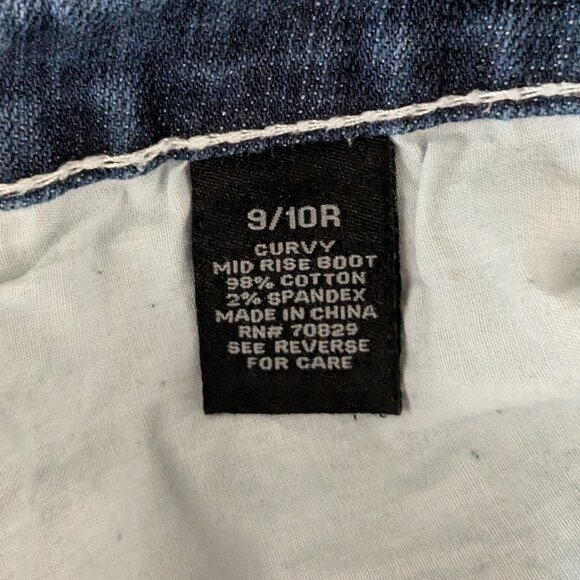 9/10R
CURVY
MID RISE BOOT
98% COTTON
2% SPANDEX
MADE IN CHINA
RN# 70829
SEE REVERSE
FOR CARE